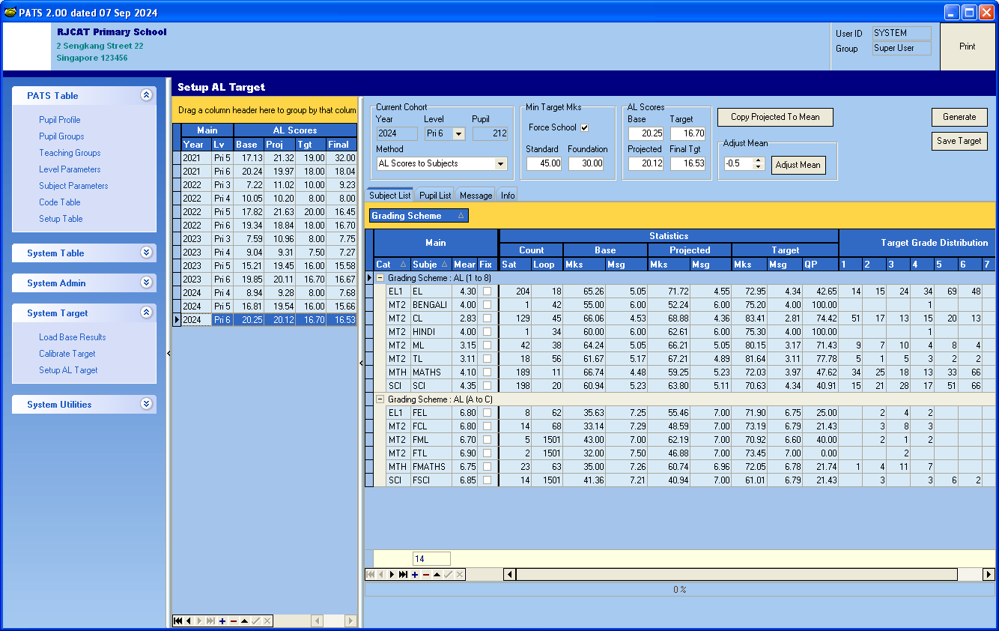 PATS 2.00 dated 07 Sep 2024
RJCAT Primary School
2 Sengkang Street 22
Singapore 123456
User ID SYSTEM
Group Super User
Print
PATS Table
Pupil Profile
Pupil Groups
Teaching Groups
Level Parameters
Subject Parameters
Code Table
Setup Table
System Table
System Admin
System Target
Load Base Results
Calibrate Target
Setup AL Target
System Utilities
Setup AL Target
Drag a column header here to group by that colum
Main AL Scores
Year Lv Base Proj Tgt Final
2021 Pri 5 17.13 21.32 19.00 32.00
2021 Pri 6 20.24 19.97 18.00 18.04
2022 Pri 3 7.22 11.02 10.00 9.23
2022 Pri 4 10.05 10.20 8.00 8.00
2022 Pri 5 17.82 21.63 20.00 16.45
2022 Pri 6 19.34 18.84 18.00 16.70
2023 Pri 3 7.59 10.96 8.00 7.75
2023 Pri 4 9.04 9.31 7.50 7.27
2023 Pri 5 15.21 19.45 16.00 15.58
2023 Pri 6 19.85 20.11 16.70 16.67
2024 Pri 4 8.94 9.28 8.00 7.68
2024 Pri 5 16.81 19.54 16.00 15.66
2024 Pri 6 20.25 20.12 16.70 16.53
Current Cohort
Year Level Pupil
2024 Pri 6 212
Method
AL Scores to Subjects
Min Target Mks
Force School
Standard Foundation
45.00 30.00
AL Scores
Base Target
20.25 16.70
Projected Final Tgt
20.12 16.53
Copy Projected To Mean
Adjust Mean
-0.5 Adjust Mean
Generate
Save Target
Subject List Pupil List Message Info
Grading Scheme
Main Statistics Target Grade Distribution
Count Base Projected Target
Cat Subje Mear Fix Sat Loop Mks Msg Mks Msg Mks Msg QP 1 2 3 4 5 6 7
Grading Scheme : AL (1 to 8)
EL1 EL 4.30 204 18 65.26 5.05 71.72 4.55 72.95 4.34 42.65 14 15 24 34 69 48
MT2 BENGALI 4.00 1 42 55.00 6.00 52.24 6.00 75.20 4.00 100.00 1
MT2 CL 2.83 129 45 66.06 4.53 68.88 4.36 83.41 2.81 74.42 51 17 13 15 20 13
MT2 HINDI 4.00 1 34 60.00 6.00 62.61 6.00 75.30 4.00 100.00 1
MT2 ML 3.15 42 38 64.24 5.05 66.21 5.05 80.15 3.17 71.43 9 7 10 4 8 4
MT2 TL 3.11 18 56 61.67 5.17 67.21 4.89 81.64 3.11 77.78 5 1 5 3 2 2
MTH MATHS 4.10 189 11 66.74 4.48 59.25 5.23 72.03 3.97 47.62 34 25 18 13 33 66
SCI SCI 4.35 198 20 60.94 5.23 63.80 5.11 70.63 4.34 40.91 15 21 28 17 51 66
Grading Scheme : AL (A to C)
EL1 FEL 6.80 8 62 35.63 7.25 55.46 7.00 71.90 6.75 25.00 2 4 2
MT2 FCL 6.80 14 68 33.14 7.29 48.59 7.00 73.19 6.79 21.43 3 8 3
MT2 FML 6.70 5 1501 43.00 7.00 62.19 7.00 70.92 6.60 40.00 2 1 2
MT2 FTL 6.90 2 1501 32.00 7.50 46.88 7.00 73.45 7.00 0.00 2
MTH FMATHS 6.75 23 63 35.00 7.26 60.74 6.96 72.05 6.78 21.74 1 4 11 7
SCI FSCI 6.85 14 1501 41.36 7.21 40.94 7.00 61.01 6.79 21.43 3 3 6 2
14
0 %